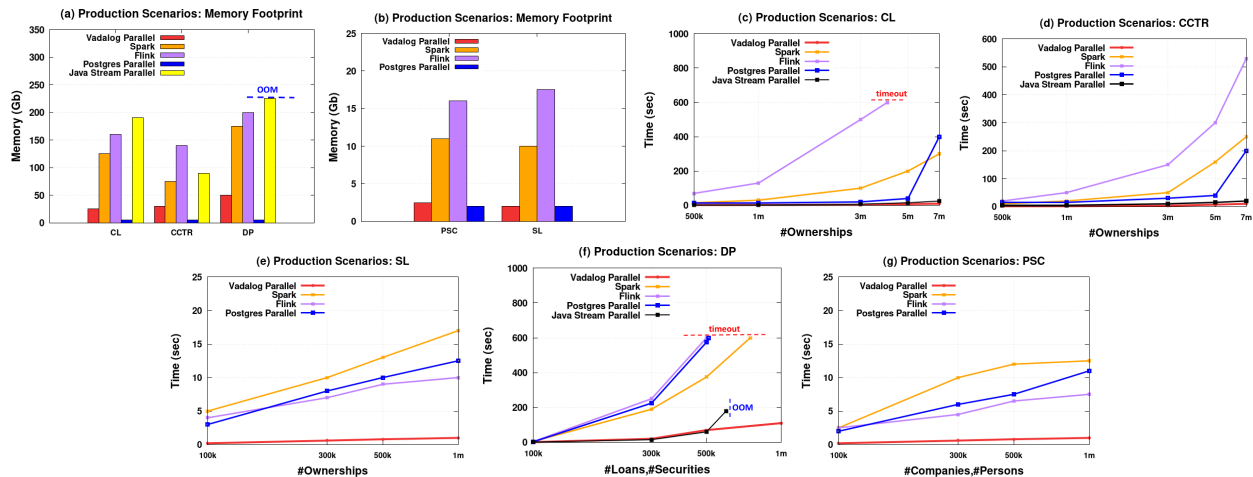 (a) Production Scenarios: Memory Footprint
350
300
250
200
150
100
50
0
Memory (Gb)
Vadalog Parallel
Spark
Flink
Postgres Parallel
Java Stream Parallel
OOM
CL
CCTR
DP
(b) Production Scenarios: Memory Footprint
25
20
15
10
5
0
Memory (Gb)
Vadalog Parallel
Spark
Flink
Postgres Parallel
PSC
SL
(c) Production Scenarios: CL
1000
800
600
400
200
0
Time (sec)
Vadalog Parallel
Spark
Flink
Postgres Parallel
Java Stream Parallel
timeout
500k
1m
3m
5m
7m
#Ownerships
(d) Production Scenarios: CCTR
600
500
400
300
200
100
0
Time (sec)
Vadalog Parallel
Spark
Flink
Postgres Parallel
Java Stream Parallel
500k
1m
3m
5m
7m
#Ownerships
(e) Production Scenarios: SL
25
20
15
10
5
0
Time (sec)
Vadalog Parallel
Spark
Flink
Postgres Parallel
100k
300k
500k
1m
#Ownerships
(f) Production Scenarios: DP
1000
800
600
400
200
0
Time (sec)
Vadalog Parallel
Spark
Flink
Postgres Parallel
Java Stream Parallel
timeout
OOM
100k
300k
500k
1m
#Loans,#Securities
(g) Production Scenarios: PSC
25
20
15
10
5
0
Time (sec)
Vadalog Parallel
Spark
Flink
Postgres Parallel
100k
300k
500k
1m
#Companies,#Persons